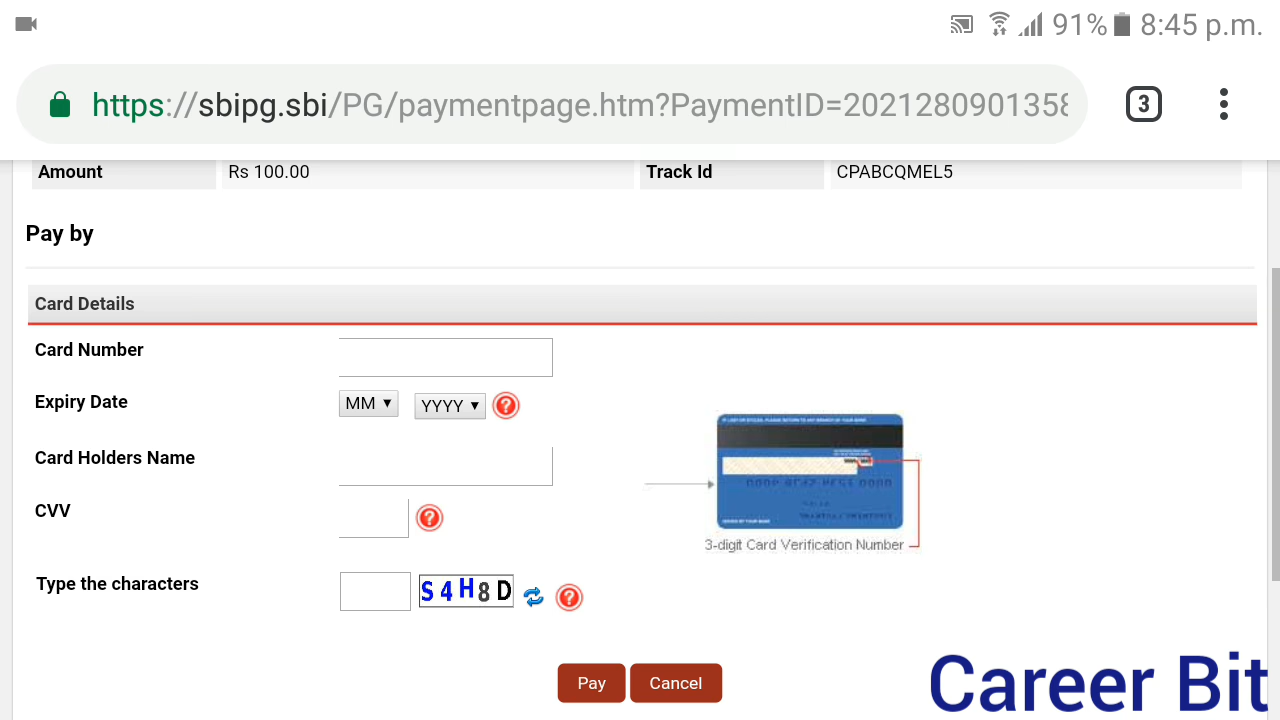 91% 8:45 p.m.
https://sbipg.sbi/PG/paymentpage.htm?PaymentID=2021280901358
3
Amount Rs 100.00 Track Id CPABCQMEL5
Pay by
Card Details
Card Number
Expiry Date MM YYYY ?
Card Holders Name
CVV ?
3-digit Card Verification Number
Type the characters S4H8D ?
Pay Cancel
Career Bit